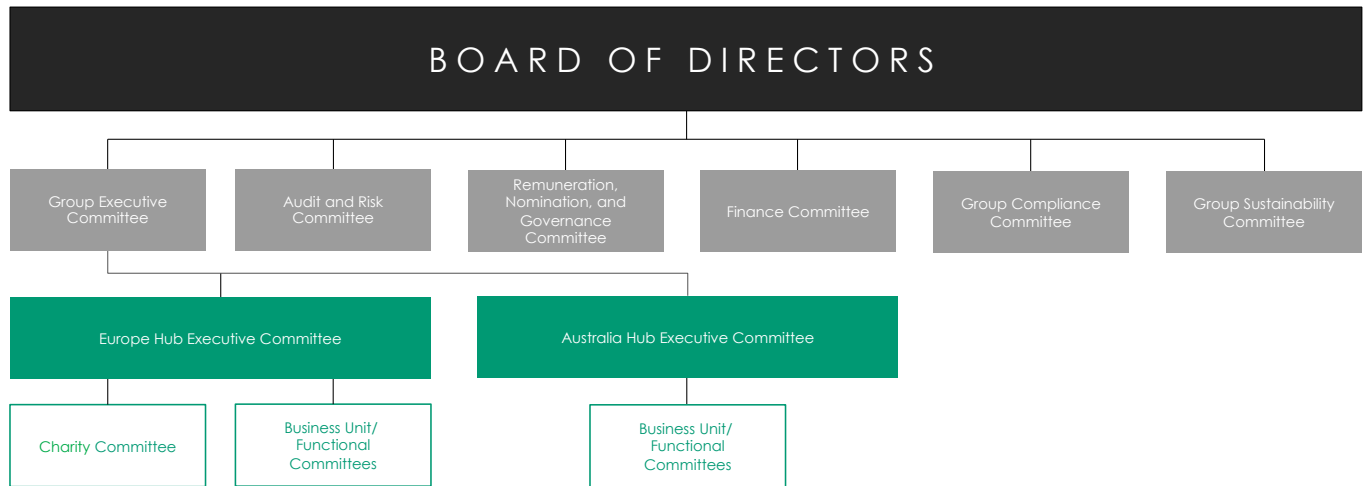 BOARD OF DIRECTORS
Group Executive
Committee
Audit and Risk
Committee
Remuneration,
Nomination, and
Governance
Committee
Finance Committee
Group Compliance
Committee
Group Sustainability
Committee
Europe Hub Executive Committee
Australia Hub Executive Committee
Charity Committee
Business Unit/
Functional
Committees
Business Unit/
Functional
Committees